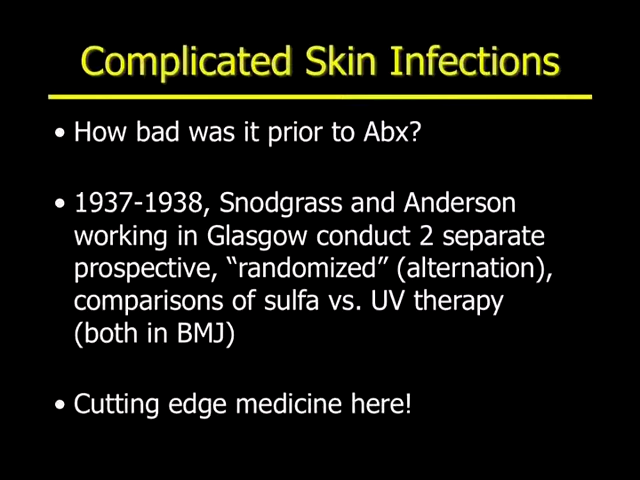 Complicated Skin Infections
• How bad was it prior to Abx?
• 1937-1938, Snodgrass and Anderson
working in Glasgow conduct 2 separate
prospective, “randomized” (alternation),
comparisons of sulfa vs. UV therapy
(both in BMJ)
• Cutting edge medicine here!